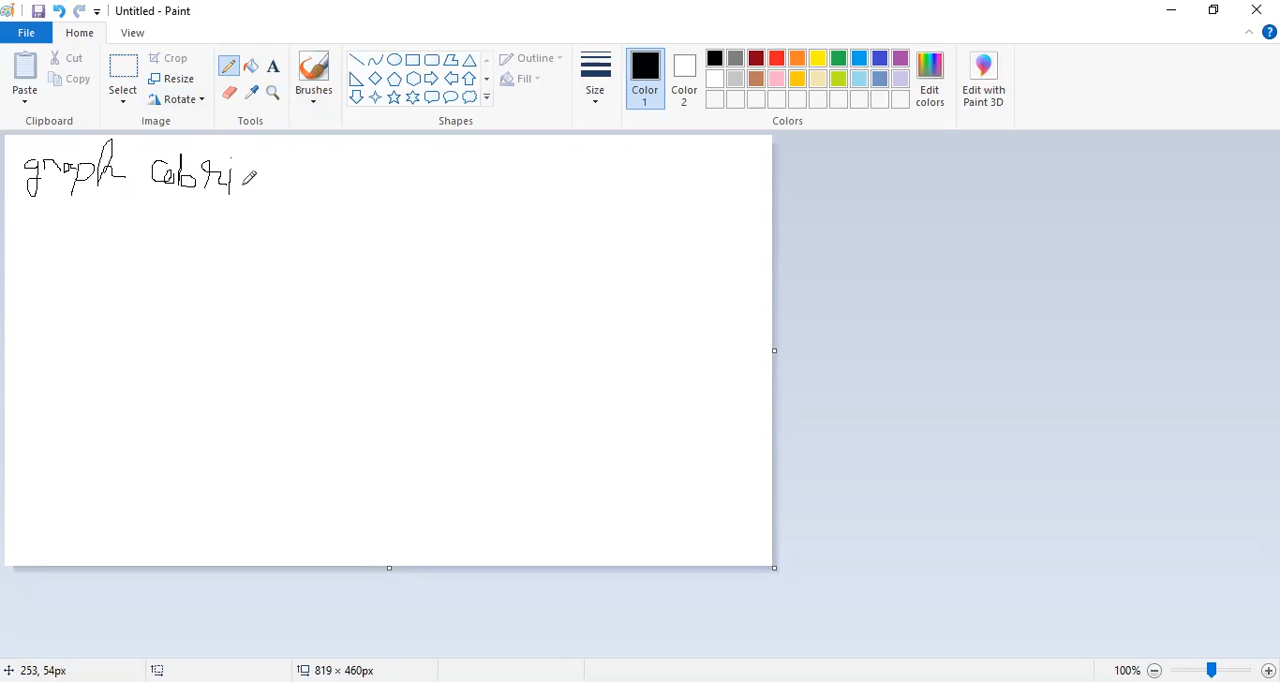 Untitled - Paint
File Home View
Paste Cut Copy Clipboard
Select Crop Resize Rotate Image
A Tools
Brushes
Shapes Outline Fill
Size
Color 1 Color 2 Colors Edit colors
Edit with Paint 3D
graph colori
253, 54px 819 × 460px 100%